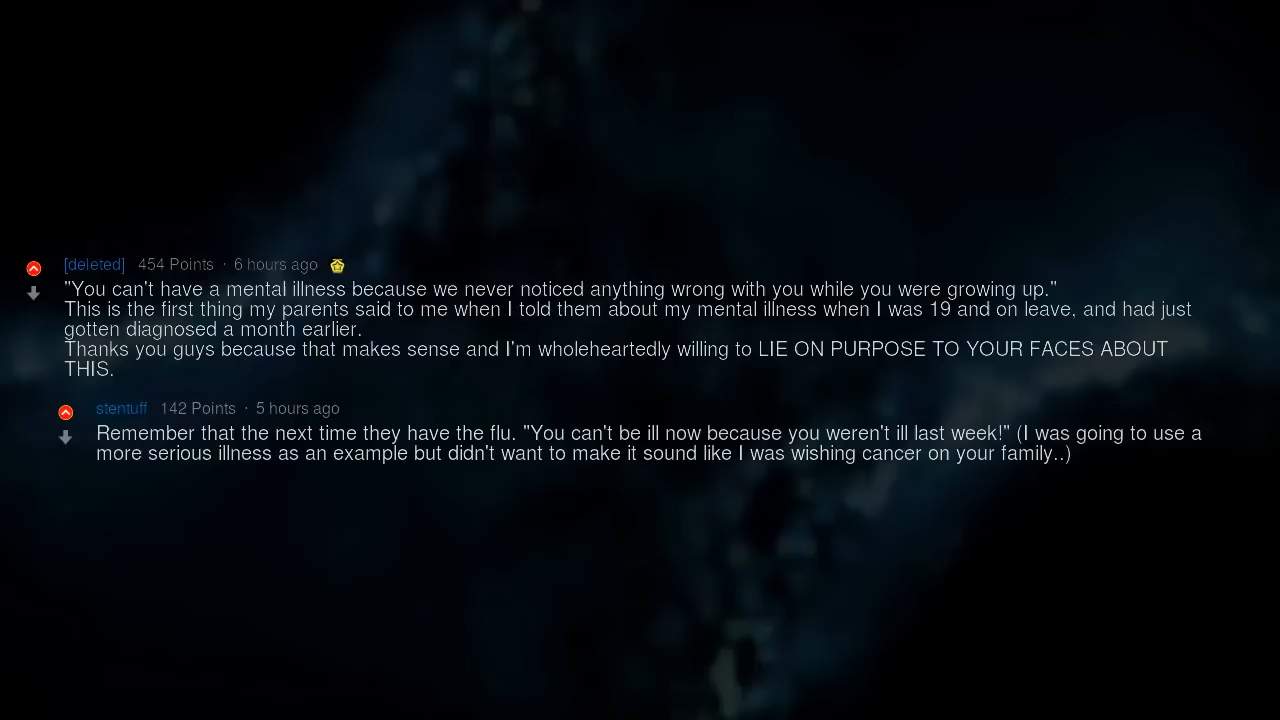 [deleted] 454 Points · 6 hours ago
"You can't have a mental illness because we never noticed anything wrong with you while you were growing up."
This is the first thing my parents said to me when I told them about my mental illness when I was 19 and on leave, and had just
gotten diagnosed a month earlier.
Thanks you guys because that makes sense and I'm wholeheartedly willing to LIE ON PURPOSE TO YOUR FACES ABOUT
THIS.
stentuff 142 Points · 5 hours ago
Remember that the next time they have the flu. "You can't be ill now because you weren't ill last week!" (I was going to use a
more serious illness as an example but didn't want to make it sound like I was wishing cancer on your family..)